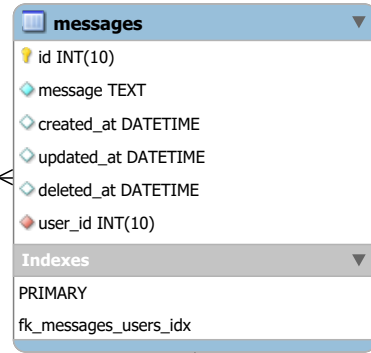 messages
id INT(10)
message TEXT
created_at DATETIME
updated_at DATETIME
deleted_at DATETIME
user_id INT(10)
Indexes
PRIMARY
fk_messages_users_idx